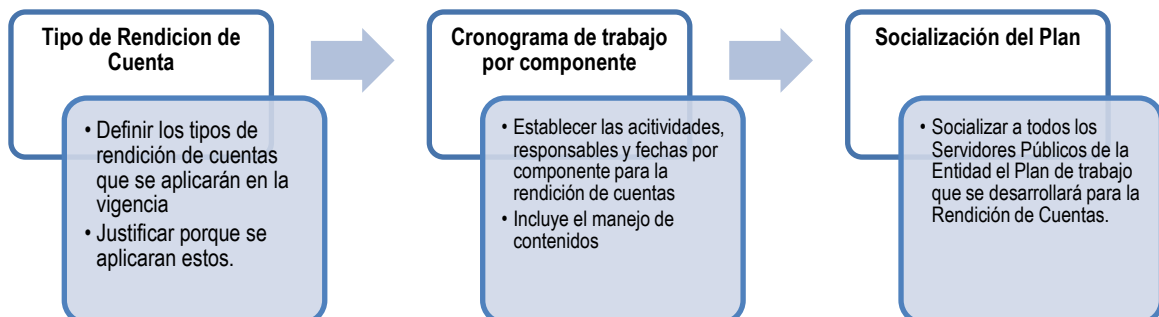 Tipo de Rendicion de
Cuenta
• Definir los tipos de
rendición de cuentas
que se aplicarán en la
vigencia
• Justificar porque se
aplicaran estos.
Cronograma de trabajo
por componente
• Establecer las acitividades,
responsables y fechas por
componente para la
rendición de cuentas
• Incluye el manejo de
contenidos
Socialización del Plan
• Socializar a todos los
Servidores Públicos de la
Entidad el Plan de trabajo
que se desarrollará para la
Rendición de Cuentas.